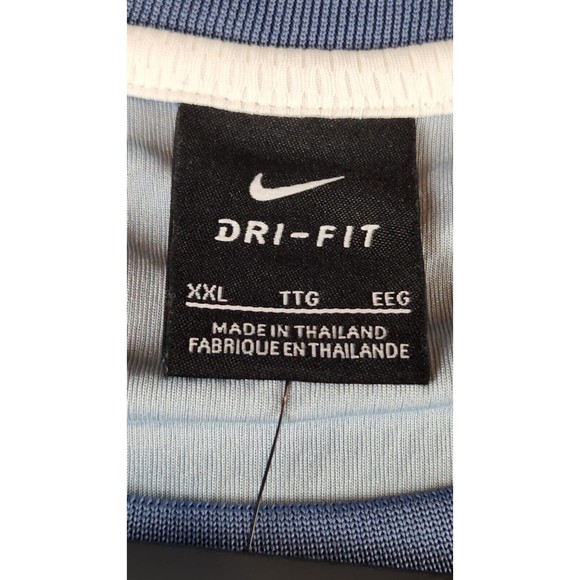 DRI-FIT
XXL TTG EEG
MADE IN THAILAND
FABRIQUE EN THAILANDE